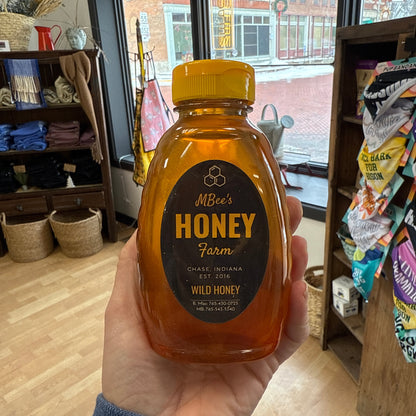 MBee's
HONEY
Farm
CHASE, INDIANA
EST. 2016
WILD HONEY